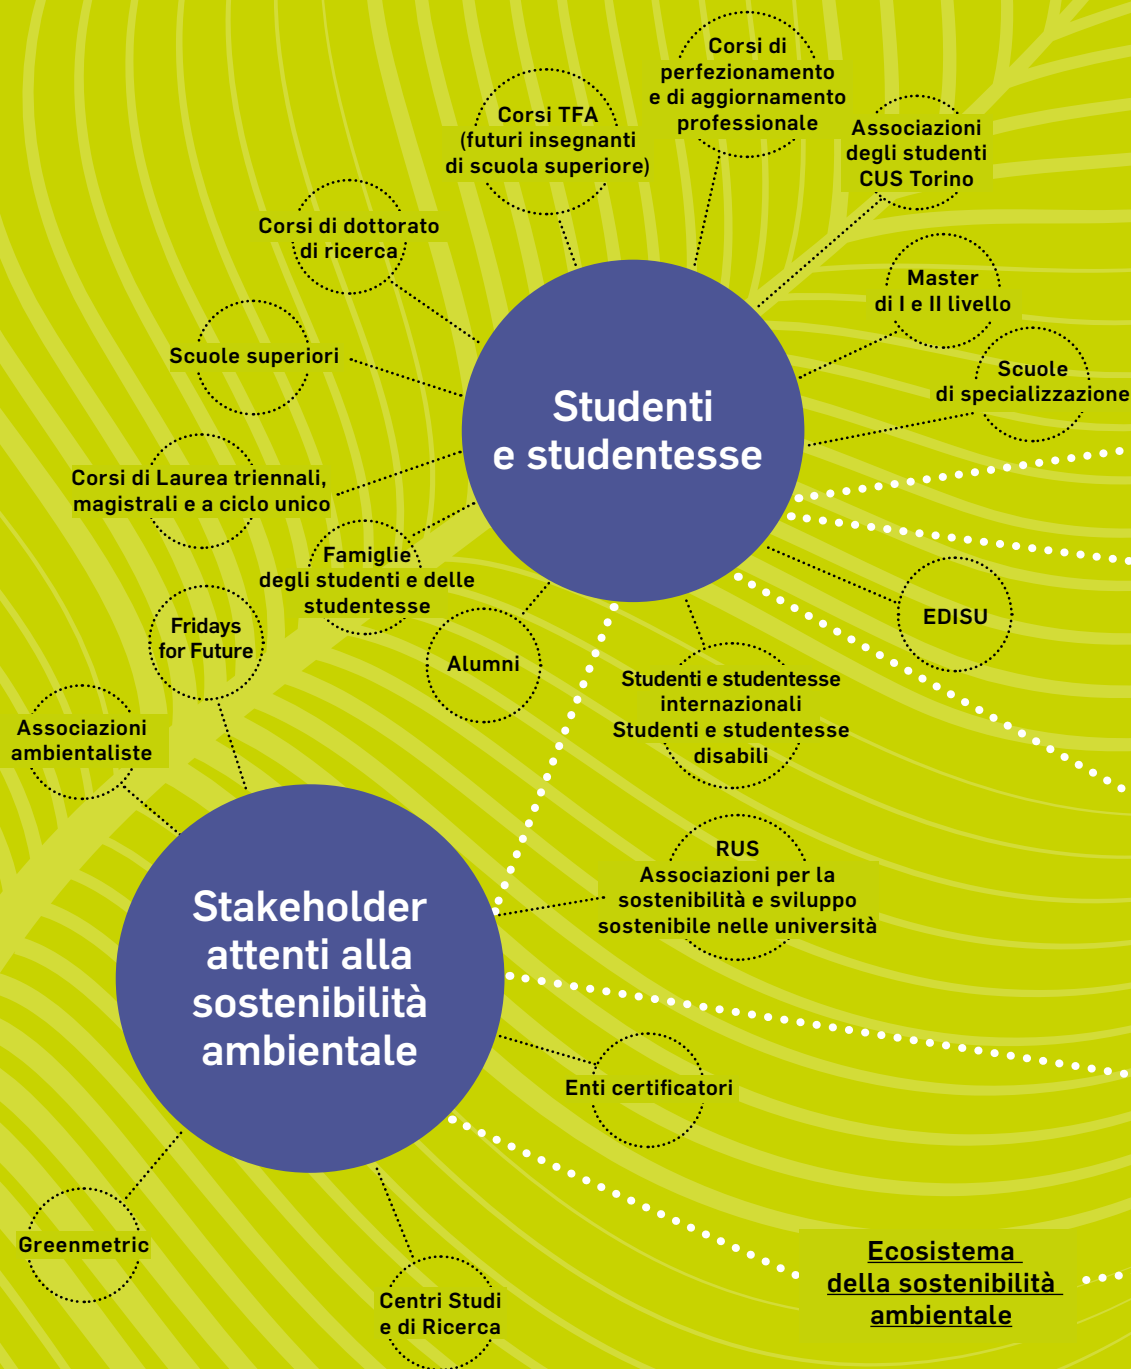 Corsi di
perfezionamento
e di aggiornamento
professionale
Corsi TFA
(futuri insegnanti
di scuola superiore)
Associazioni
degli studenti
CUS Torino
Corsi di dottorato
di ricerca
Master
di I e II livello
Scuole superiori
Scuole
di specializzazione
Studenti
e studentesse
Corsi di Laurea triennali,
magistrali e a ciclo unico
Famiglie
degli studenti e delle
studentesse
EDISU
Fridays
for Future
Alumni
Studenti e studentesse
internazionali
Studenti e studentesse
disabili
Associazioni
ambientaliste
RUS
Associazioni per la
sostenibilità e sviluppo
sostenibile nelle università
Stakeholder
attenti alla
sostenibilità
ambientale
Enti certificatori
Greenmetric
Centri Studi
e di Ricerca
Ecosistema
della sostenibilità
ambientale